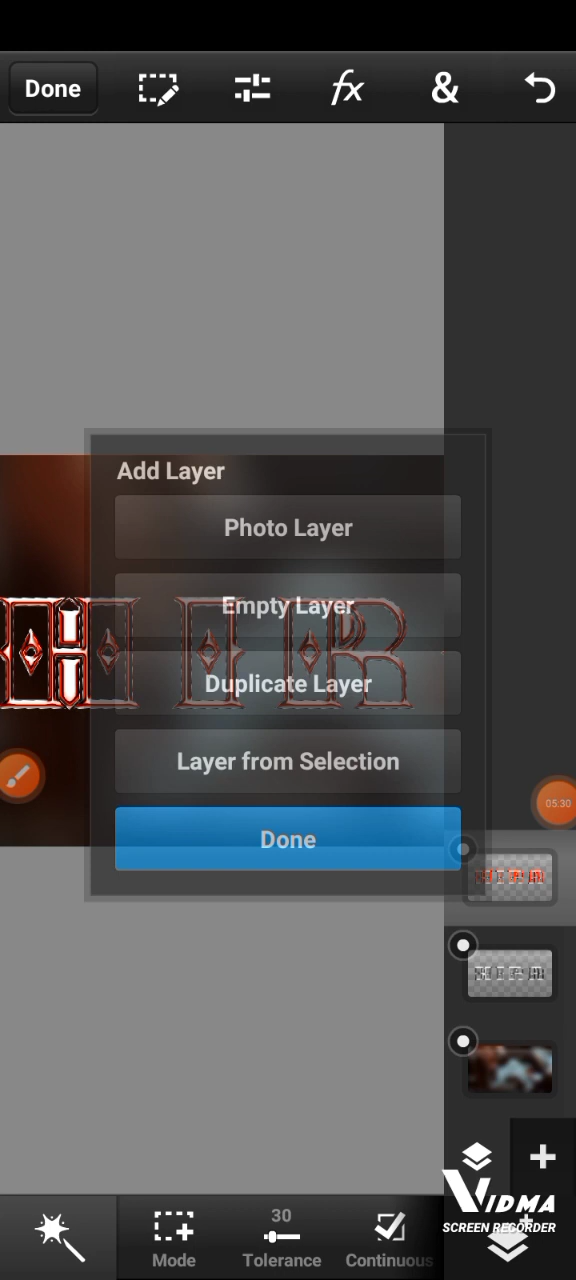 Done
fx
&
Add Layer
Photo Layer
Empty Layer
Duplicate Layer
Layer from Selection
Done
05:30
30
Mode
Tolerance
Continuous
VIDMA
SCREEN RECORDER